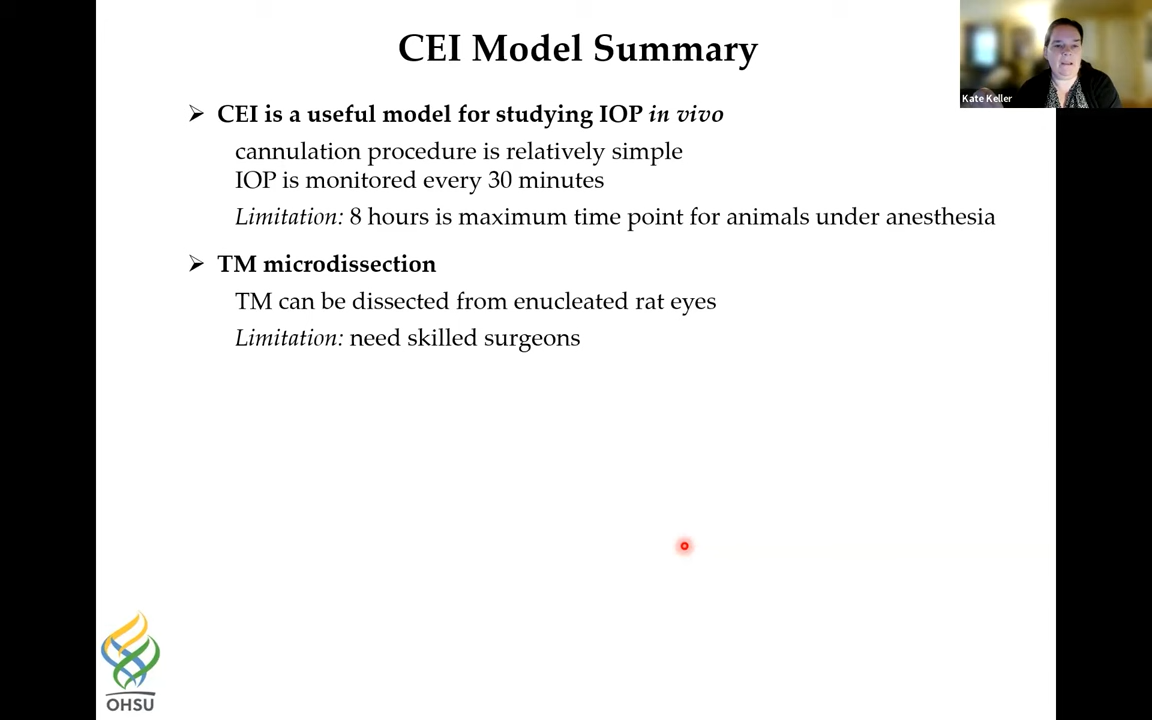 CEI Model Summary
Kate Keller
➢ CEI is a useful model for studying IOP in vivo
cannulation procedure is relatively simple
IOP is monitored every 30 minutes
Limitation: 8 hours is maximum time point for animals under anesthesia
➢ TM microdissection
TM can be dissected from enucleated rat eyes
Limitation: need skilled surgeons
OHSU